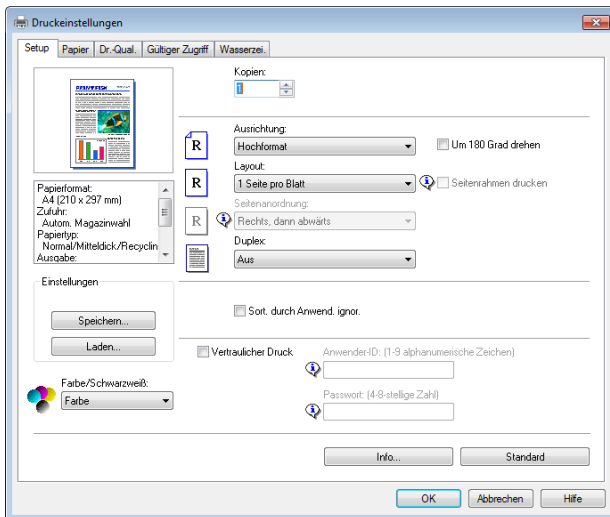 Druckeinstellungen
Setup
Papier
Dr.-Qual.
Gültiger Zugriff
Wasserzei.
Kopien:
1
Ausrichtung:
R
Hochformat
Um 180 Grad drehen
Layout:
R
1 Seite pro Blatt
Seitenrahmen drucken
Seitenanordnung:
R
Rechts, dann abwärts
Duplex:
Aus
Papierformat:
A4 (210 x 297 mm)
Zufuhr:
Autom. Magazinwahl
Papiertyp:
Normal/Mitteldick/Recyclin
Ausgabe:
Einstellungen
Speichern...
Laden...
Sort. durch Anwend. ignor.
Vertraulicher Druck
Anwender-ID: (1-9 alphanumerische Zeichen)
Passwort: (4-8-stellige Zahl)
Farbe/Schwarzweiß:
Farbe
Info...
Standard
OK
Abbrechen
Hilfe